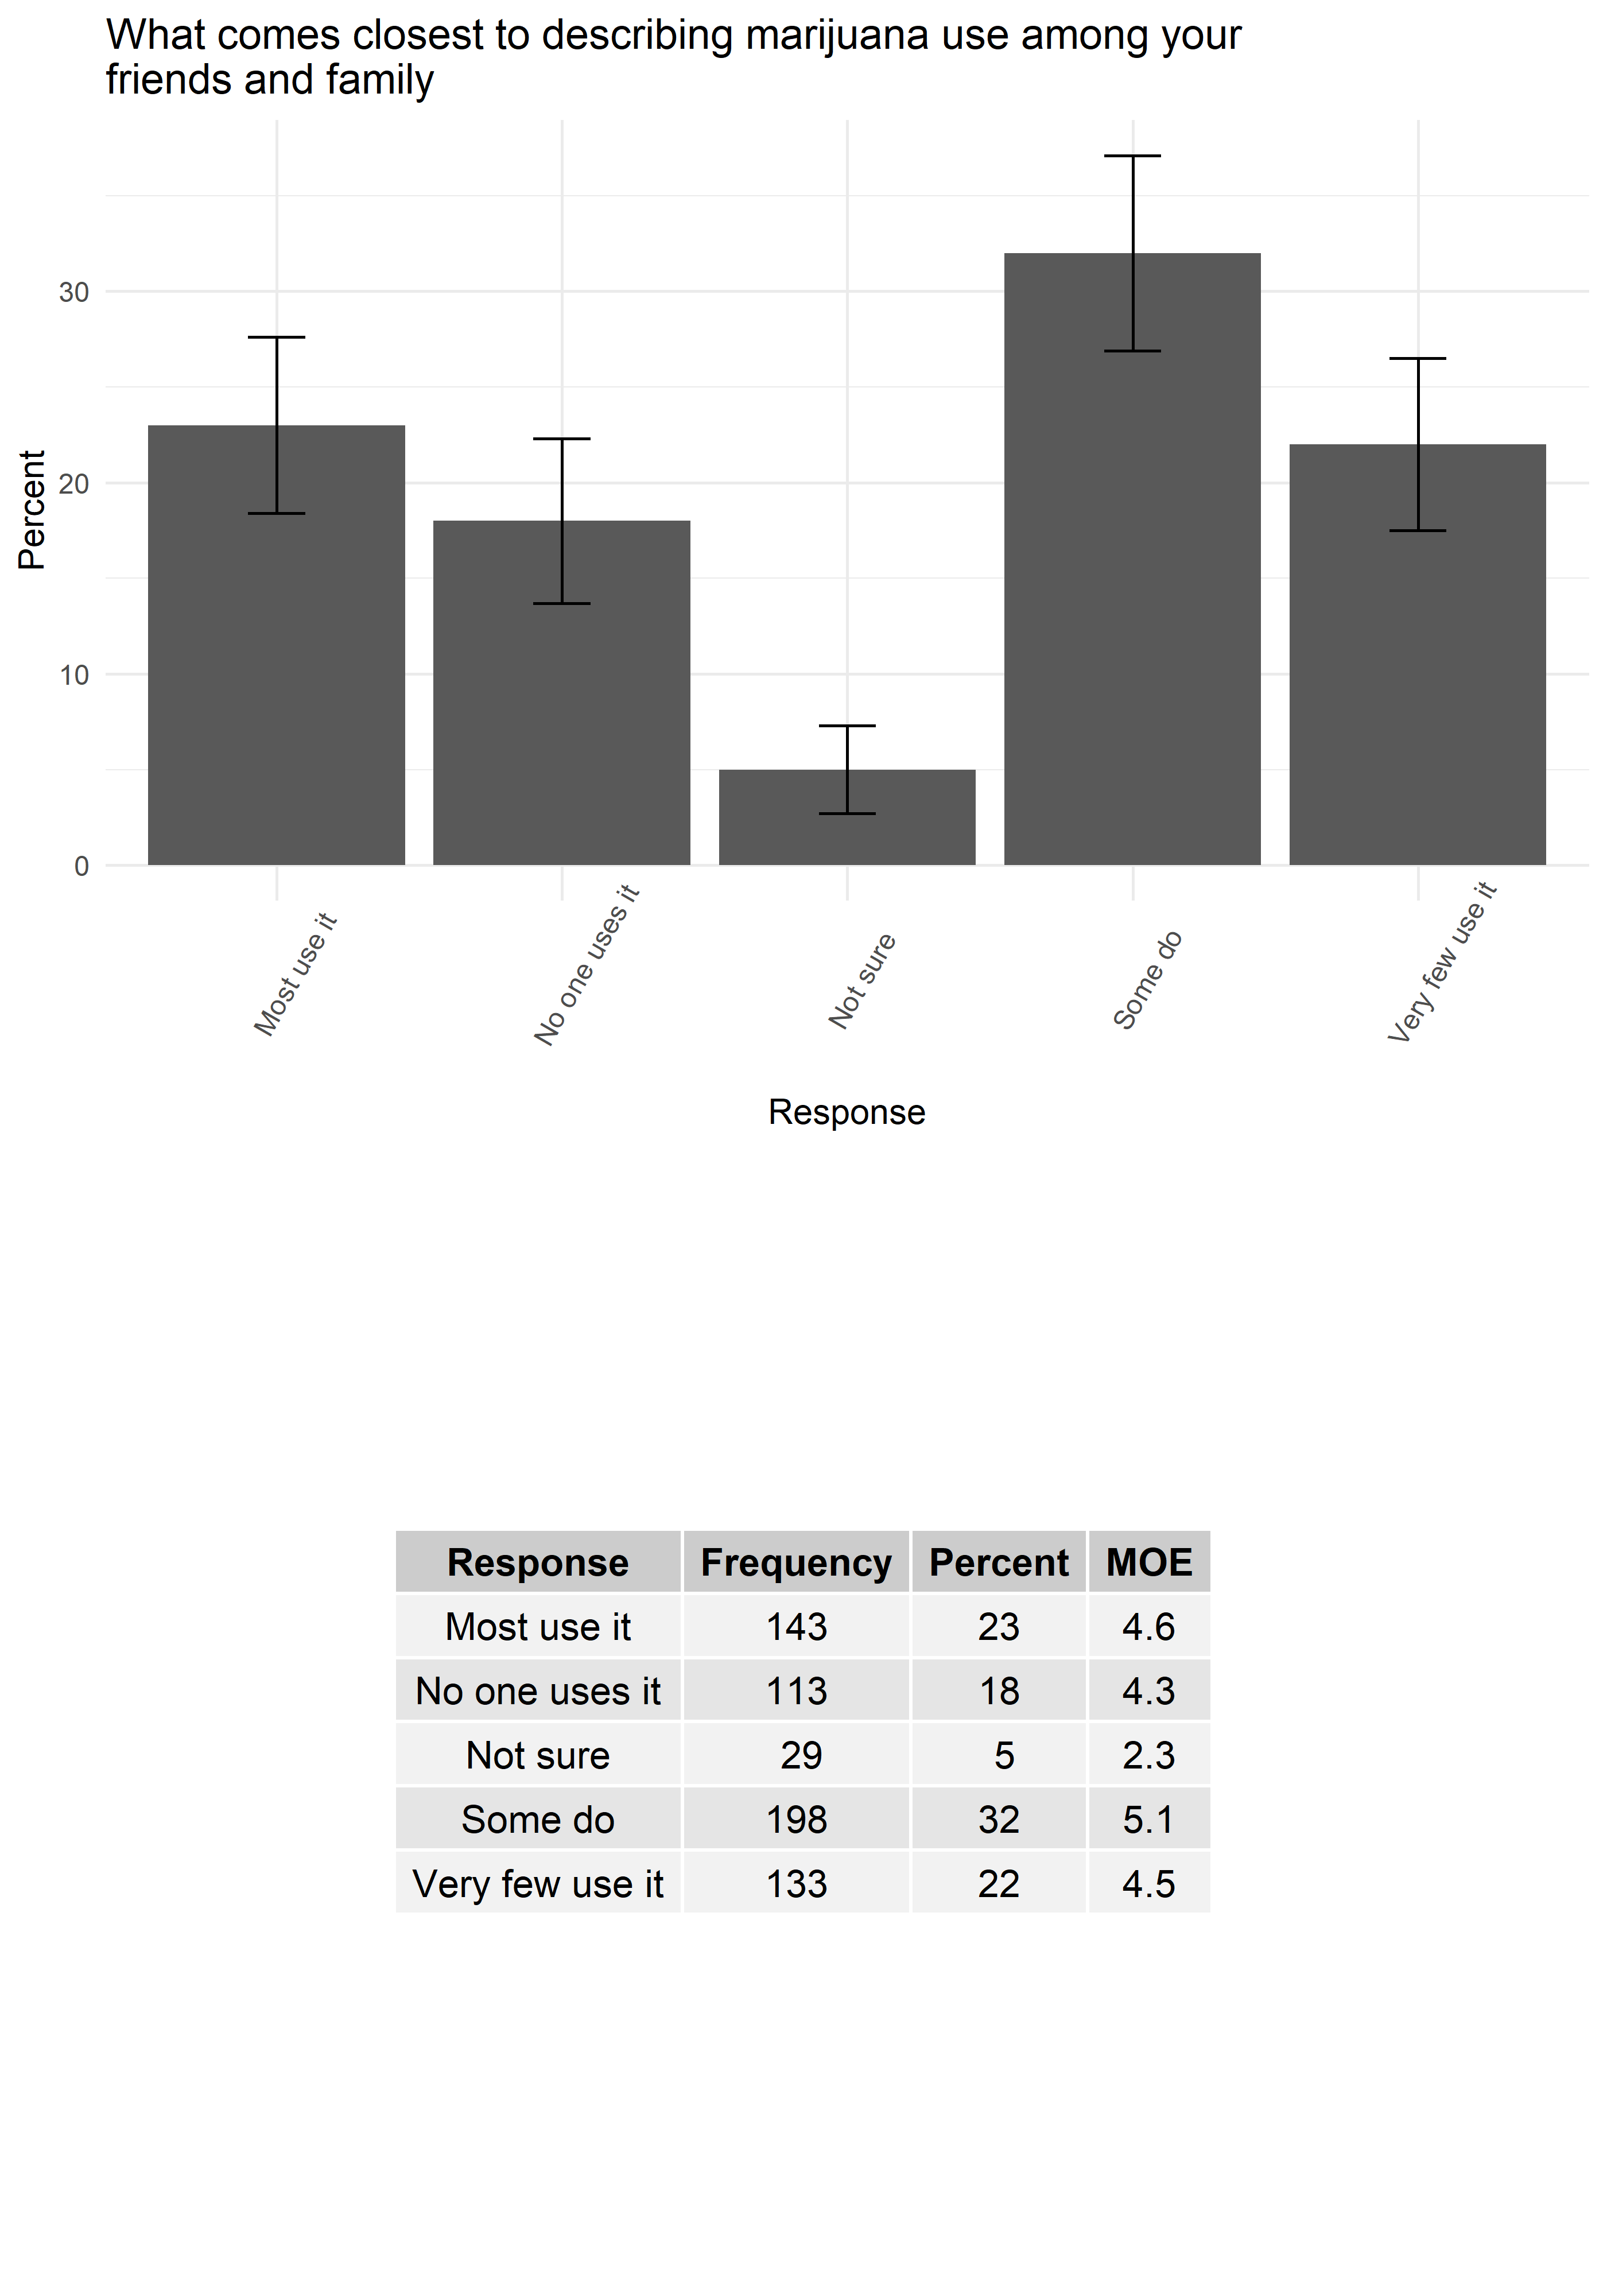 What comes closest to describing marijuana use among your
friends and family
Percent
30
20
10
0
Most use it
No one uses it
Not sure
Some do
Very few use it
Response
Response Frequency Percent MOE
Most use it 143 23 4.6
No one uses it 113 18 4.3
Not sure 29 5 2.3
Some do 198 32 5.1
Very few use it 133 22 4.5